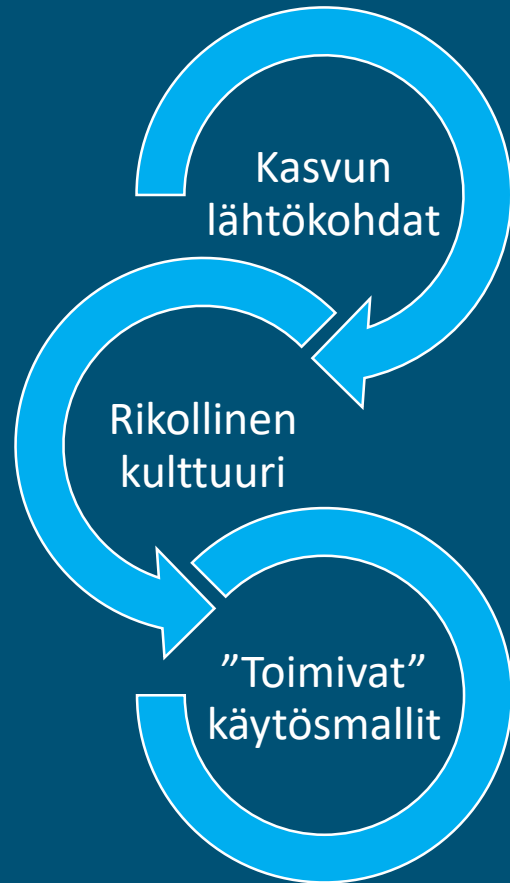 Kasvun
lähtökohdat
Rikollinen
kulttuuri
”Toimivat”
käytösmallit